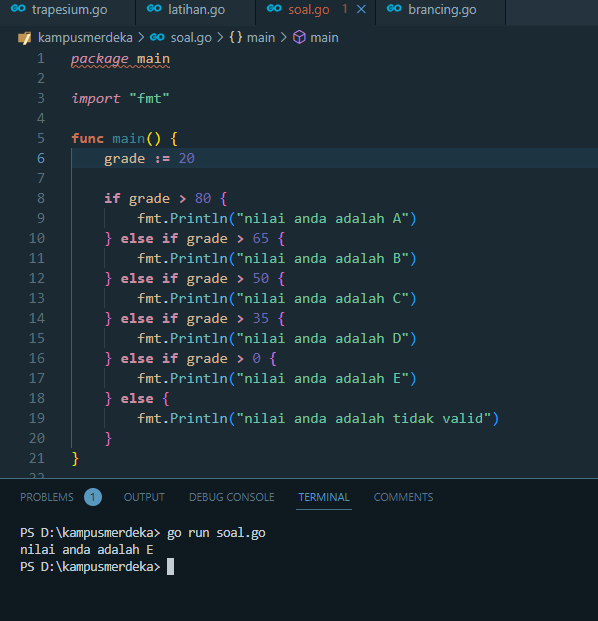 trapesium.go latihan.go soal.go 1 × brancing.go
kampusmerdeka > soal.go > {} main > main
1 package main
2
3 import "fmt"
4
5 func main() {
6 grade := 20
7
8 if grade > 80 {
9 fmt.Println("nilai anda adalah A")
10 } else if grade > 65 {
11 fmt.Println("nilai anda adalah B")
12 } else if grade > 50 {
13 fmt.Println("nilai anda adalah C")
14 } else if grade > 35 {
15 fmt.Println("nilai anda adalah D")
16 } else if grade > 0 {
17 fmt.Println("nilai anda adalah E")
18 } else {
19 fmt.Println("nilai anda adalah tidak valid")
20 }
21 }
22
PROBLEMS 1 OUTPUT DEBUG CONSOLE TERMINAL COMMENTS
PS D:\kampusmerdeka> go run soal.go
nilai anda adalah E
PS D:\kampusmerdeka>